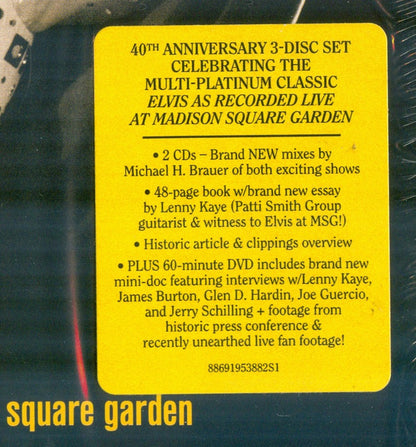 40TH ANNIVERSARY 3-DISC SET
CELEBRATING THE
MULTI-PLATINUM CLASSIC
ELVIS AS RECORDED LIVE
AT MADISON SQUARE GARDEN
• 2 CDs – Brand NEW mixes by
Michael H. Brauer of both exciting shows
• 48-page book w/brand new essay
by Lenny Kaye (Patti Smith Group
guitarist & witness to Elvis at MSG!)
• Historic article & clippings overview
• PLUS 60-minute DVD includes brand new
mini-doc featuring interviews w/Lenny Kaye,
James Burton, Glen D. Hardin, Joe Guercio,
and Jerry Schilling + footage from
historic press conference &
recently unearthed live fan footage!
88691953882S1
square garden